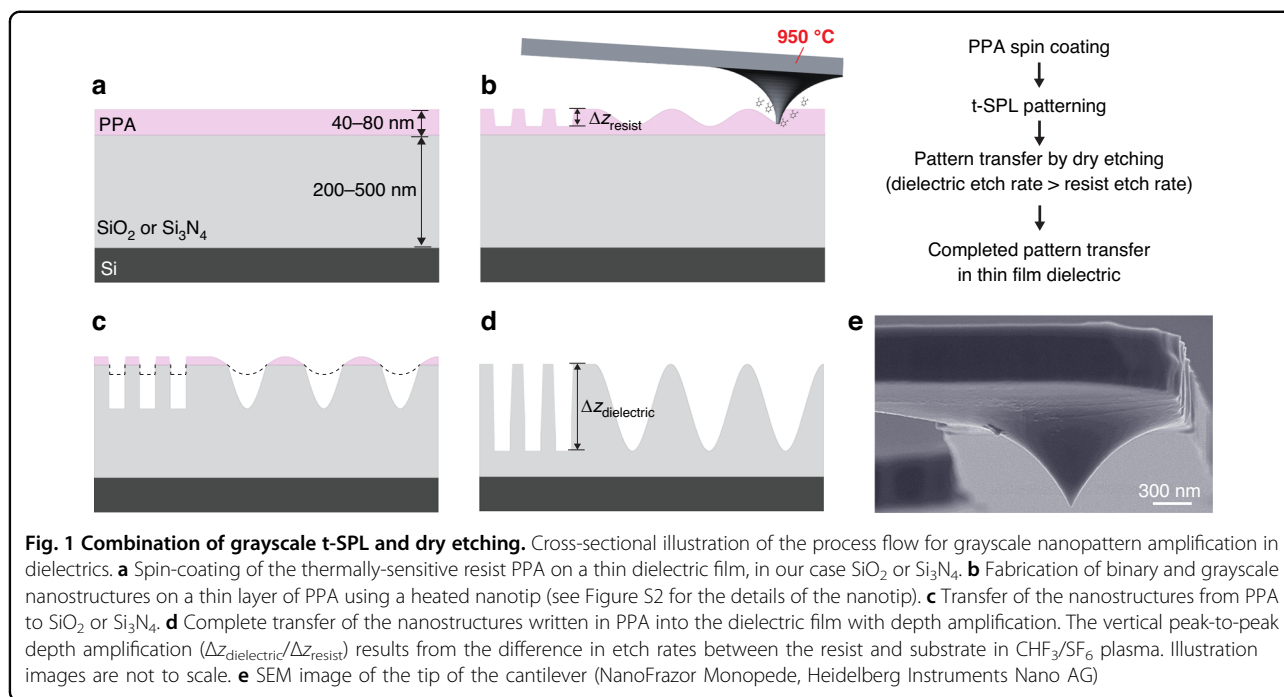 a
PPA
40–80 nm
200–500 nm
SiO₂ or Si₃N₄
Si
b
950 °C
Δz_resist
PPA spin coating
t-SPL patterning
Pattern transfer by dry etching
(dielectric etch rate > resist etch rate)
Completed pattern transfer
in thin film dielectric
c
d
Δz_dielectric
e
300 nm
Fig. 1 Combination of grayscale t-SPL and dry etching. Cross-sectional illustration of the process flow for grayscale nanopattern amplification in
dielectrics. a Spin-coating of the thermally-sensitive resist PPA on a thin dielectric film, in our case SiO₂ or Si₃N₄. b Fabrication of binary and grayscale
nanostructures on a thin layer of PPA using a heated nanotip (see Figure S2 for the details of the nanotip). c Transfer of the nanostructures from PPA
to SiO₂ or Si₃N₄. d Complete transfer of the nanostructures written in PPA into the dielectric film with depth amplification. The vertical peak-to-peak
depth amplification (Δz_dielectric/Δz_resist) results from the difference in etch rates between the resist and substrate in CHF₃/SF₆ plasma. Illustration
images are not to scale. e SEM image of the tip of the cantilever (NanoFrazor Monopede, Heidelberg Instruments Nano AG)